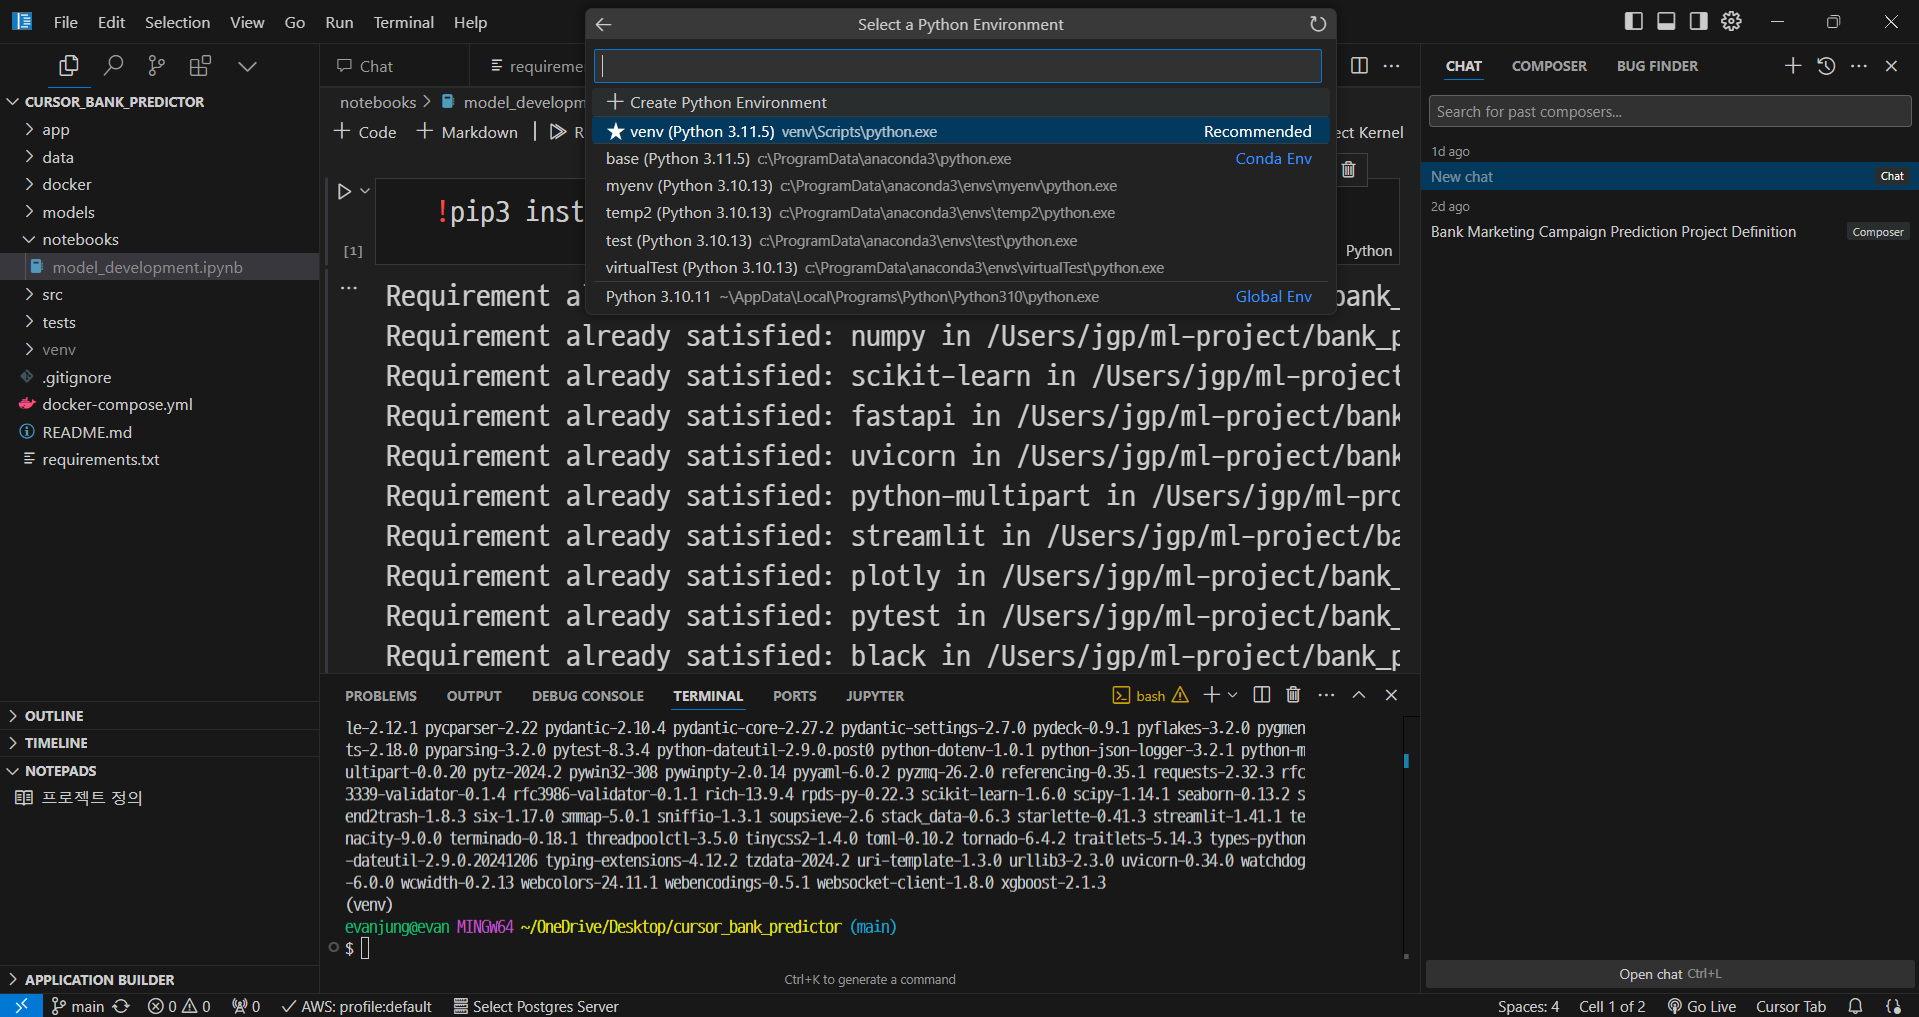 File Edit Selection View Go Run Terminal Help
Select a Python Environment
Create Python Environment
venv (Python 3.11.5) venv\Scripts\python.exe Recommended
base (Python 3.11.5) c:\ProgramData\anaconda3\python.exe Conda Env
myenv (Python 3.10.13) c:\ProgramData\anaconda3\envs\myenv\python.exe
temp2 (Python 3.10.13) c:\ProgramData\anaconda3\envs\temp2\python.exe
test (Python 3.10.13) c:\ProgramData\anaconda3\envs\test\python.exe
virtualTest (Python 3.10.13) c:\ProgramData\anaconda3\envs\virtualTest\python.exe
Python 3.10.11 ~\AppData\Local\Programs\Python\Python310\python.exe Global Env
CURSOR_BANK_PREDICTOR
app
data
docker
models
notebooks
model_development.ipynb
src
tests
venv
.gitignore
docker-compose.yml
README.md
requirements.txt
OUTLINE
TIMELINE
NOTEPADS
프로젝트 정의
APPLICATION BUILDER
Chat requireme
notebooks > model_developm
+ Code + Markdown R ect Kernel
!pip3 inst
[1] Python
Requirement a bank_
Requirement already satisfied: numpy in /Users/jgp/ml-project/bank_p
Requirement already satisfied: scikit-learn in /Users/jgp/ml-project
Requirement already satisfied: fastapi in /Users/jgp/ml-project/bank
Requirement already satisfied: uvicorn in /Users/jgp/ml-project/bank
Requirement already satisfied: python-multipart in /Users/jgp/ml-pro
Requirement already satisfied: streamlit in /Users/jgp/ml-project/ba
Requirement already satisfied: plotly in /Users/jgp/ml-project/bank_
Requirement already satisfied: pytest in /Users/jgp/ml-project/bank_
Requirement already satisfied: black in /Users/jgp/ml-project/bank_p
PROBLEMS OUTPUT DEBUG CONSOLE TERMINAL PORTS JUPYTER bash
le-2.12.1 pycparser-2.22 pydantic-2.10.4 pydantic-core-2.27.2 pydantic-settings-2.7.0 pydeck-0.9.1 pyflakes-3.2.0 pygmen
ts-2.18.0 pyparsing-3.2.0 pytest-8.3.4 python-dateutil-2.9.0.post0 python-dotenv-1.0.1 python-json-logger-3.2.1 python-m
ultipart-0.0.20 pytz-2024.2 pywin32-308 pywinpty-2.0.14 pyyaml-6.0.2 pyzmq-26.2.0 referencing-0.35.1 requests-2.32.3 rfc
3339-validator-0.1.4 rfc3986-validator-0.1.1 rich-13.9.4 rpds-py-0.22.3 scikit-learn-1.6.0 scipy-1.14.1 seaborn-0.13.2 s
end2trash-1.8.3 six-1.17.0 smmap-5.0.1 sniffio-1.3.1 soupsieve-2.6 stack_data-0.6.3 starlette-0.41.3 streamlit-1.41.1 te
nacity-9.0.0 terminado-0.18.1 threadpoolctl-3.5.0 tinycss2-1.4.0 toml-0.10.2 tornado-6.4.2 traitlets-5.14.3 types-python
-dateutil-2.9.0.20241206 typing-extensions-4.12.2 tzdata-2024.2 uri-template-1.3.0 urllib3-2.3.0 uvicorn-0.34.0 watchdog
-6.0.0 wcwidth-0.2.13 webcolors-24.11.1 webencodings-0.5.1 websocket-client-1.8.0 xgboost-2.1.3
(venv)
evanjung@evan MINGW64 ~/OneDrive/Desktop/cursor_bank_predictor (main)
$
Ctrl+K to generate a command
CHAT COMPOSER BUG FINDER
Search for past composers...
1d ago
New chat Chat
2d ago
Bank Marketing Campaign Prediction Project Definition Composer
Open chat Ctrl+L
main 0 0 0 AWS: profile:default Select Postgres Server Spaces: 4 Cell 1 of 2 Go Live Cursor Tab